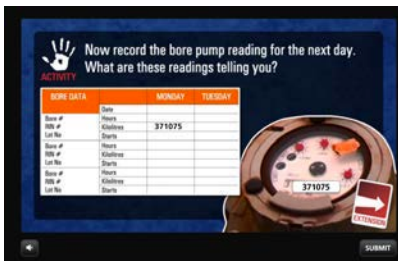 Now record the bore pump reading for the next day.
What are these readings telling you?
ACTIVITY
BORE DATA MONDAY TUESDAY
Date
Bore # Hours
RIN # Kilolitres 371075
Lot No Starts
Bore # Hours
RIN # Kilolitres
Lot No Starts
Bore # Hours
RIN # Kilolitres
Lot No Starts
371075
EXTENSION
SUBMIT